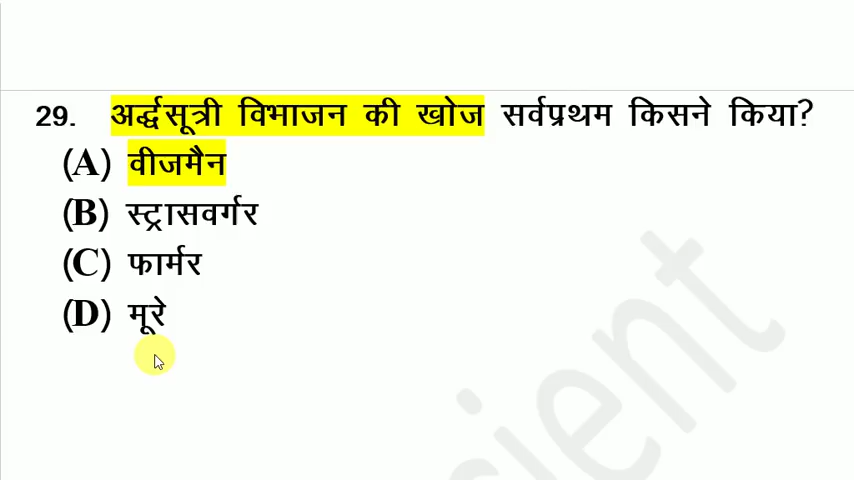 29. अर्द्धसूत्री विभाजन की खोज सर्वप्रथम किसने किया?
(A) वीजमैन
(B) स्ट्रासवर्गर
(C) फार्मर
(D) मूरे